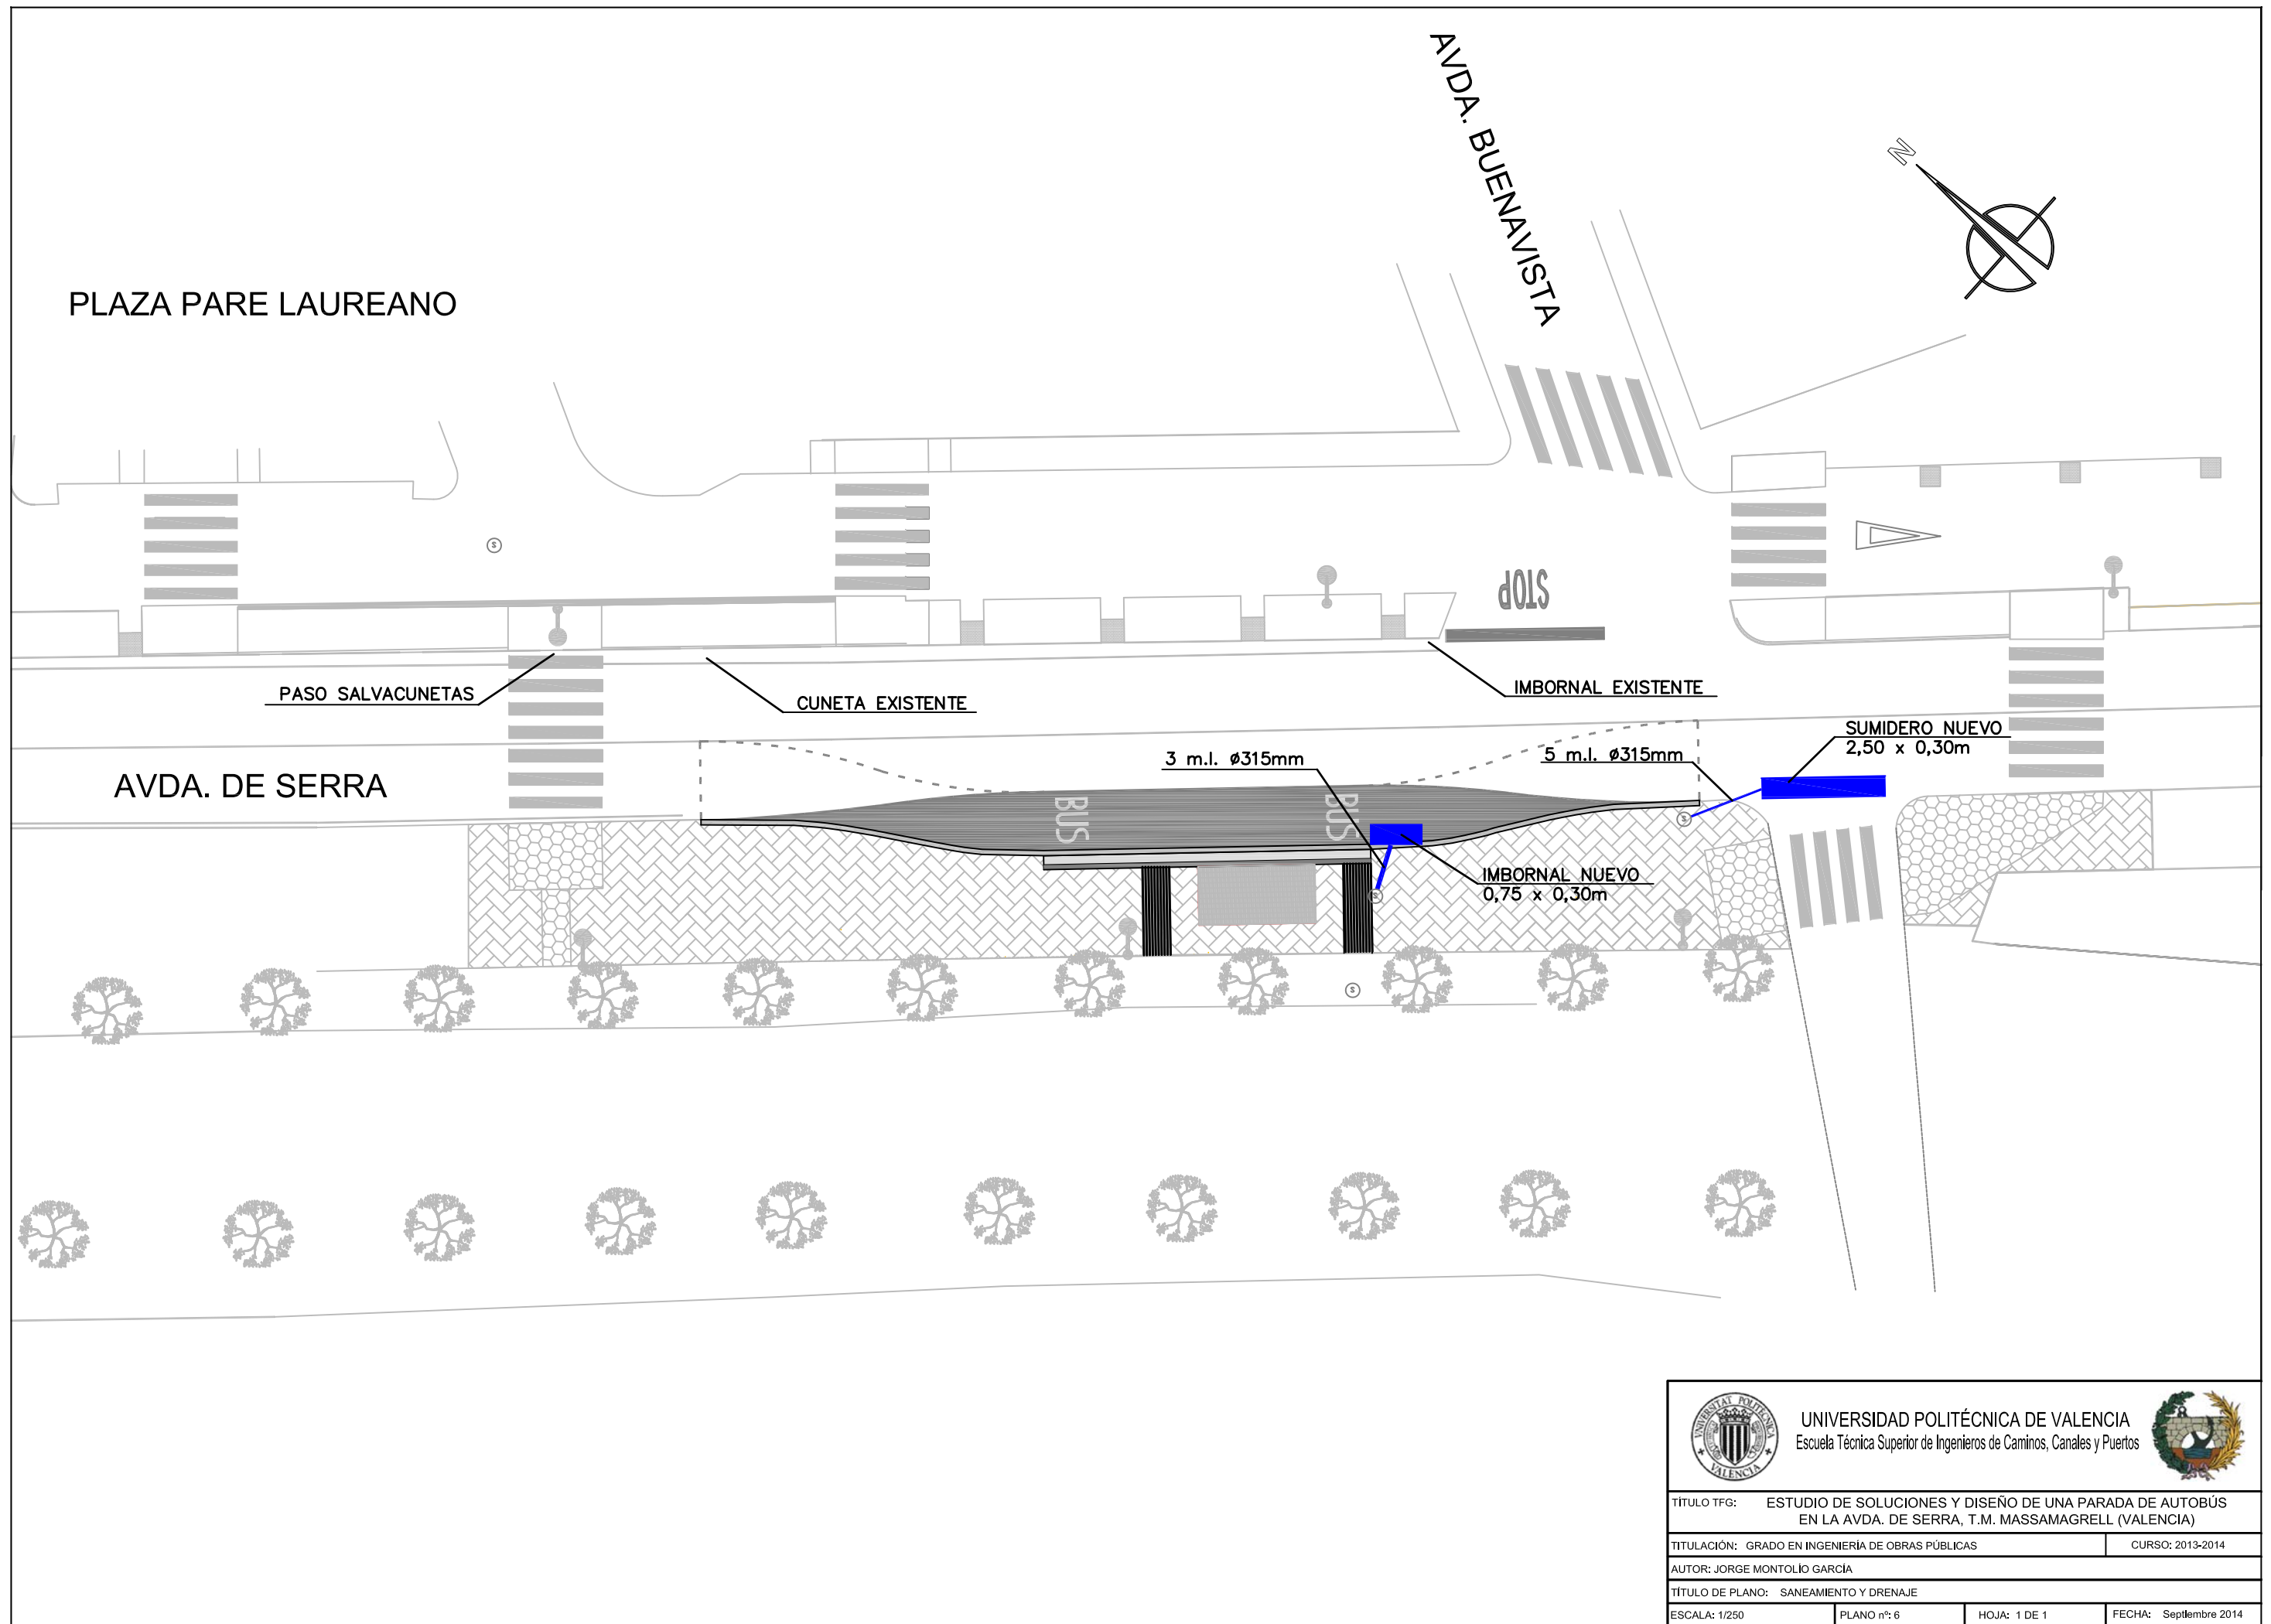 AVDA. BUENAVISTA
N
PLAZA PARE LAUREANO
S
STOP
PASO SALVACUNETAS
CUNETA EXISTENTE
IMBORNAL EXISTENTE
SUMIDERO NUEVO
2,50 x 0,30m
3 m.l. ø315mm
5 m.l. ø315mm
AVDA. DE SERRA
BUS
BUS
S
IMBORNAL NUEVO
0,75 x 0,30m
S
S
UNIVERSITAT POLITÈCNICA
VALENCIA
UNIVERSIDAD POLITÉCNICA DE VALENCIA
Escuela Técnica Superior de Ingenieros de Caminos, Canales y Puertos
TÍTULO TFG: ESTUDIO DE SOLUCIONES Y DISEÑO DE UNA PARADA DE AUTOBÚS
EN LA AVDA. DE SERRA, T.M. MASSAMAGRELL (VALENCIA)
TITULACIÓN: GRADO EN INGENIERÍA DE OBRAS PÚBLICAS
CURSO: 2013-2014
AUTOR: JORGE MONTOLÍO GARCÍA
TÍTULO DE PLANO: SANEAMIENTO Y DRENAJE
ESCALA: 1/250
PLANO nº: 6
HOJA: 1 DE 1
FECHA: Septiembre 2014